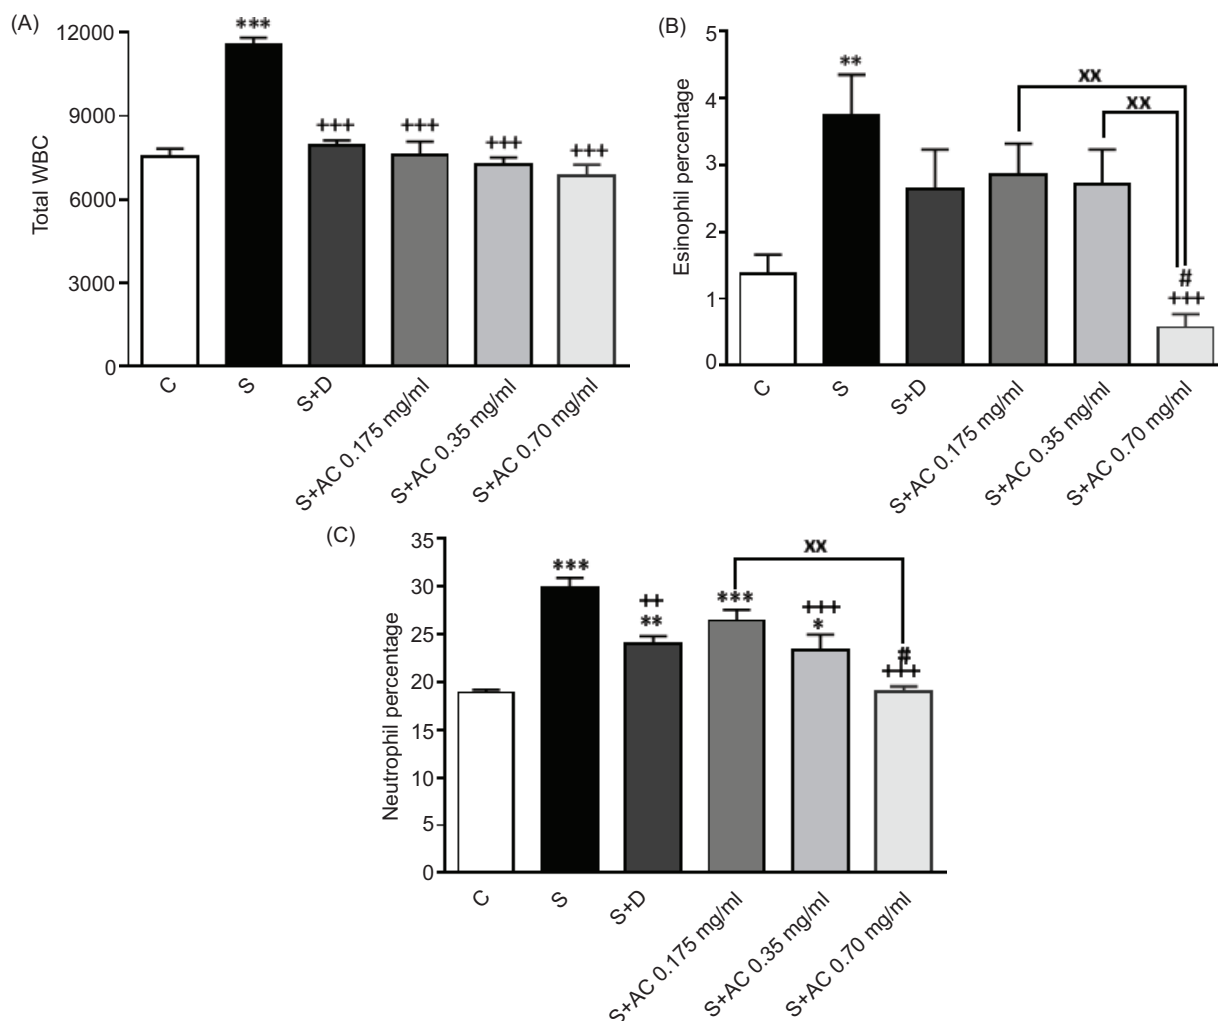 (A)
Total WBC
12000
9000
6000
3000
0
***
+++
+++
+++
+++
C
S
S+D
S+AC 0.175 mg/ml
S+AC 0.35 mg/ml
S+AC 0.70 mg/ml
(B)
Esinophil percentage
5
4
3
2
1
0
**
xx
xx
#
+++
C
S
S+D
S+AC 0.175 mg/ml
S+AC 0.35 mg/ml
S+AC 0.70 mg/ml
(C)
Neutrophil percentage
35
30
25
20
15
10
5
0
***
++
**
***
+++
*
xx
#
+++
C
S
S+D
S+AC 0.175 mg/ml
S+AC 0.35 mg/ml
S+AC 0.70 mg/ml